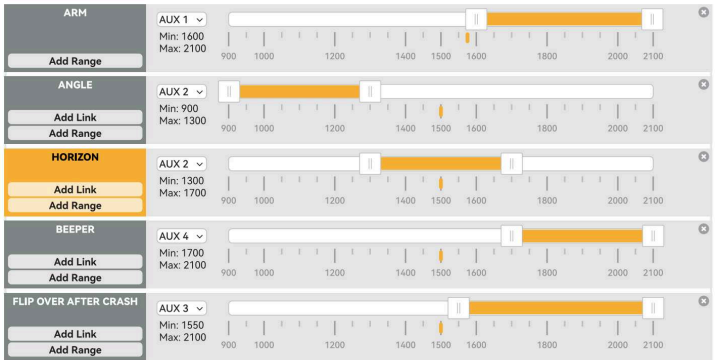 ARM
AUX 1
Min: 1600
Max: 2100
900 1000 1200 1400 1500 1600 1800 2000 2100
Add Range
ANGLE
AUX 2
Min: 900
Max: 1300
900 1000 1200 1400 1500 1600 1800 2000 2100
Add Link
Add Range
HORIZON
AUX 2
Min: 1300
Max: 1700
900 1000 1200 1400 1500 1600 1800 2000 2100
Add Link
Add Range
BEEPER
AUX 4
Min: 1700
Max: 2100
900 1000 1200 1400 1500 1600 1800 2000 2100
Add Link
Add Range
FLIP OVER AFTER CRASH
AUX 3
Min: 1550
Max: 2100
900 1000 1200 1400 1500 1600 1800 2000 2100
Add Link
Add Range